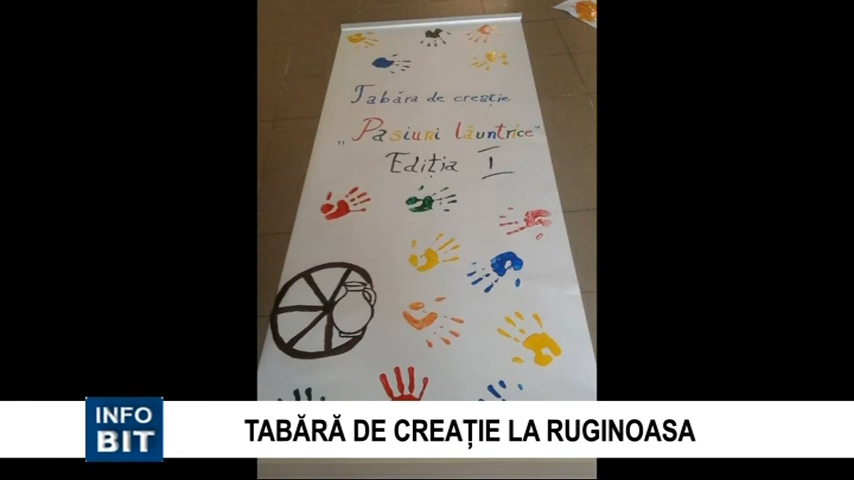 Tabăra de creație
„Pasiuni lăuntrice"
Ediția I
INFO
BIT
TABĂRĂ DE CREAȚIE LA RUGINOASA